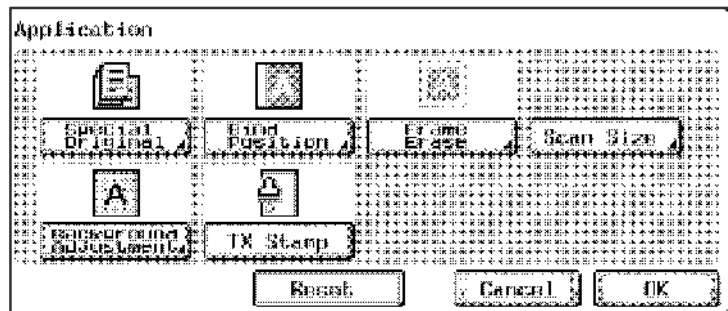 Application
Special
Original
Bind
Position
Frame
Erase
Scan Size
A
Background
Adjustment
TX Stamp
Reset
Cancel
OK